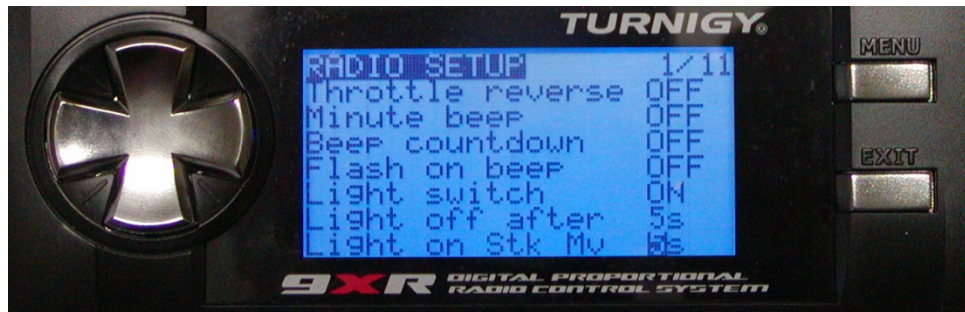 TURNIGY®
MENU
RADIO SETUP 1/11
Throttle reverse OFF
Minute beep OFF
Beep countdown OFF
Flash on beep OFF
EXIT
Light switch ON
Light off after 5s
Light on Stk Mv 5s
9XR DIGITAL PROPORTIONAL
RADIO CONTROL SYSTEM